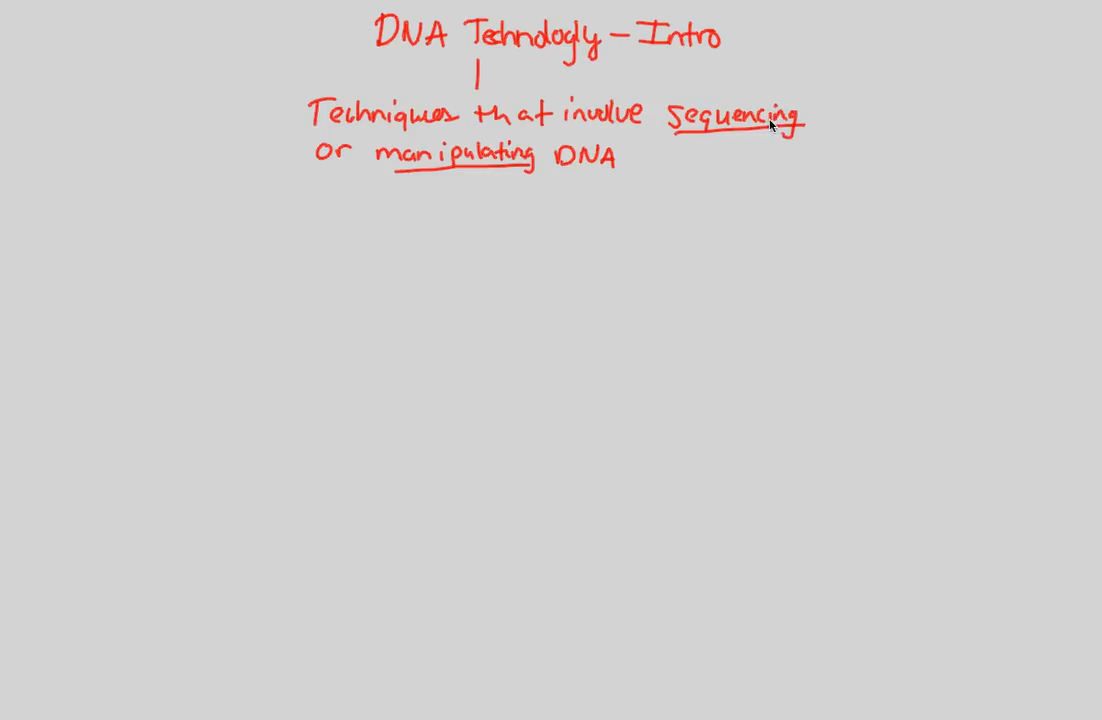 DNA Technology – Intro
Techniques that involve sequencing
or manipulating DNA